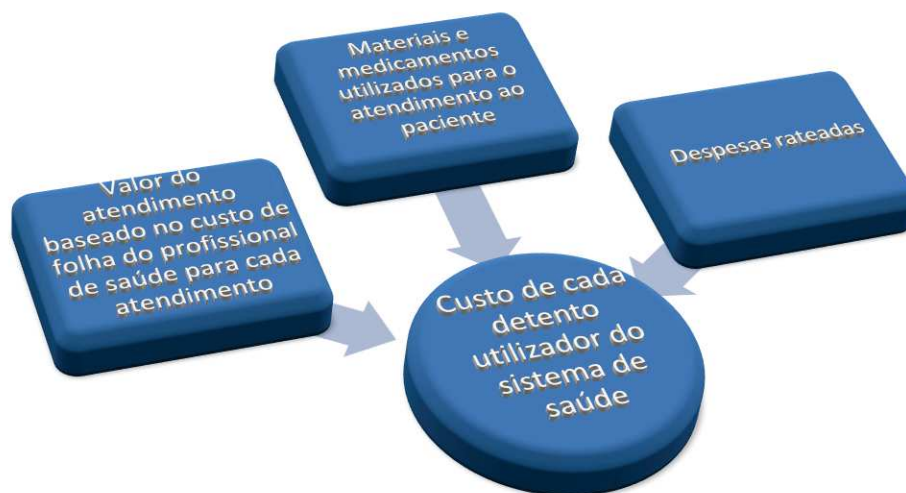 Valor do
atendimento
baseado no custo de
folha do profissional
de saúde para cada
atendimento
Materiais e
medicamentos
utilizados para o
atendimento ao
paciente
Despesas rateadas
Custo de cada
detento
utilizador do
sistema de
saúde